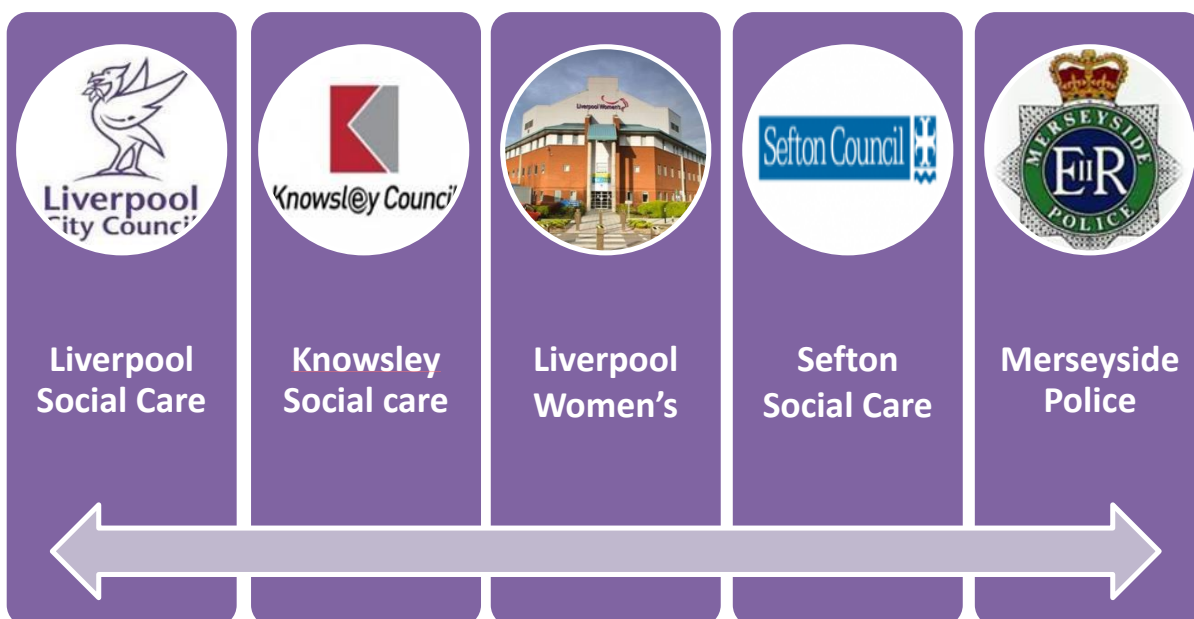 Liverpool
City Council
Knowsley Council
Liverpool Women's
Sefton Council
MERSEYSIDE
EIIR
POLICE
Liverpool
Social Care
Knowsley
Social care
Liverpool
Women's
Sefton
Social Care
Merseyside
Police